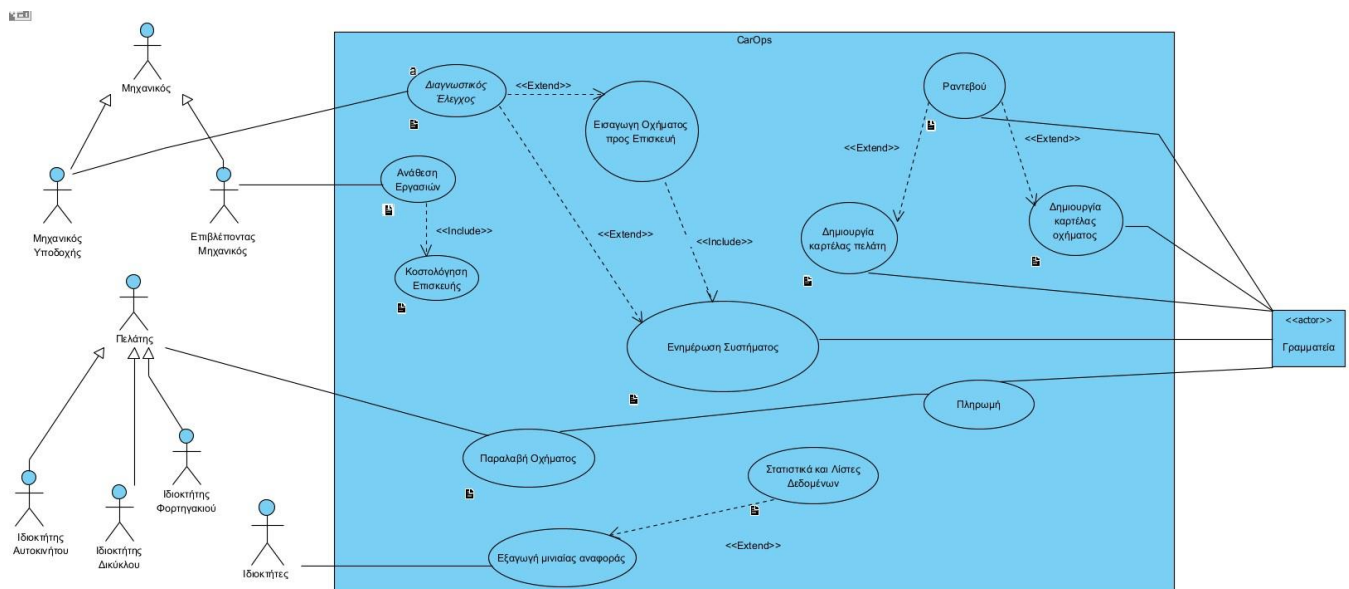 CarOps
Μηχανικός
a
Διαγνωστικός
Έλεγχος
<<Extend>>
Εισαγωγη Οχήματος
προς Επισκευή
Ραντεβού
<<Extend>>
<<Extend>>
Ανάθεση
Εργασιών
Μηχανικός
Υποδοχής
Επιβλέποντας
Μηχανικός
<<Include>>
<<Extend>>
<<Include>>
Δημιουργία
καρτέλας πελάτη
Δημιουργία
καρτέλας
οχήματος
Κοστολόγηση
Επισκευής
Πελάτης
Ενημέρωση Συστήματος
<<actor>>
Γραμματεία
Πληρωμή
Παραλαβή Οχήματος
Στατιστικά και Λίστες
Δεδομένων
Ιδιοκτήτης
Φορτηγακιού
Ιδιοκτήτης
Αυτοκινήτου
Ιδιοκτήτης
Δικύκλου
Ιδιοκτήτες
<<Extend>>
Εξαγωγή μινιαίας αναφοράς